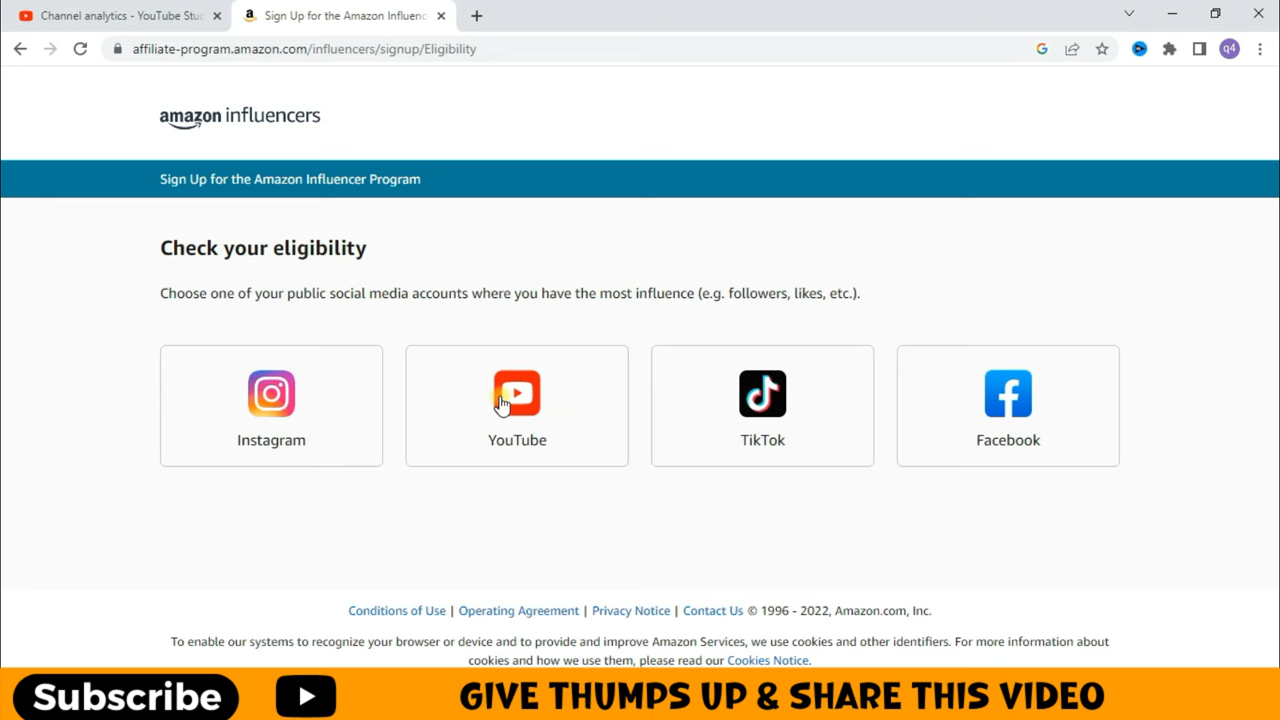 Channel analytics - YouTube Stu
Sign Up for the Amazon Influenc
affiliate-program.amazon.com/influencers/signup/Eligibility
q4
amazon influencers
Sign Up for the Amazon Influencer Program
Check your eligibility
Choose one of your public social media accounts where you have the most influence (e.g. followers, likes, etc.).
Instagram
YouTube
TikTok
Facebook
Conditions of Use | Operating Agreement | Privacy Notice | Contact Us © 1996 - 2022, Amazon.com, Inc.
To enable our systems to recognize your browser or device and to provide and improve Amazon Services, we use cookies and other identifiers. For more information about
cookies and how we use them, please read our Cookies Notice.
Subscribe
GIVE THUMPS UP & SHARE THIS VIDEO